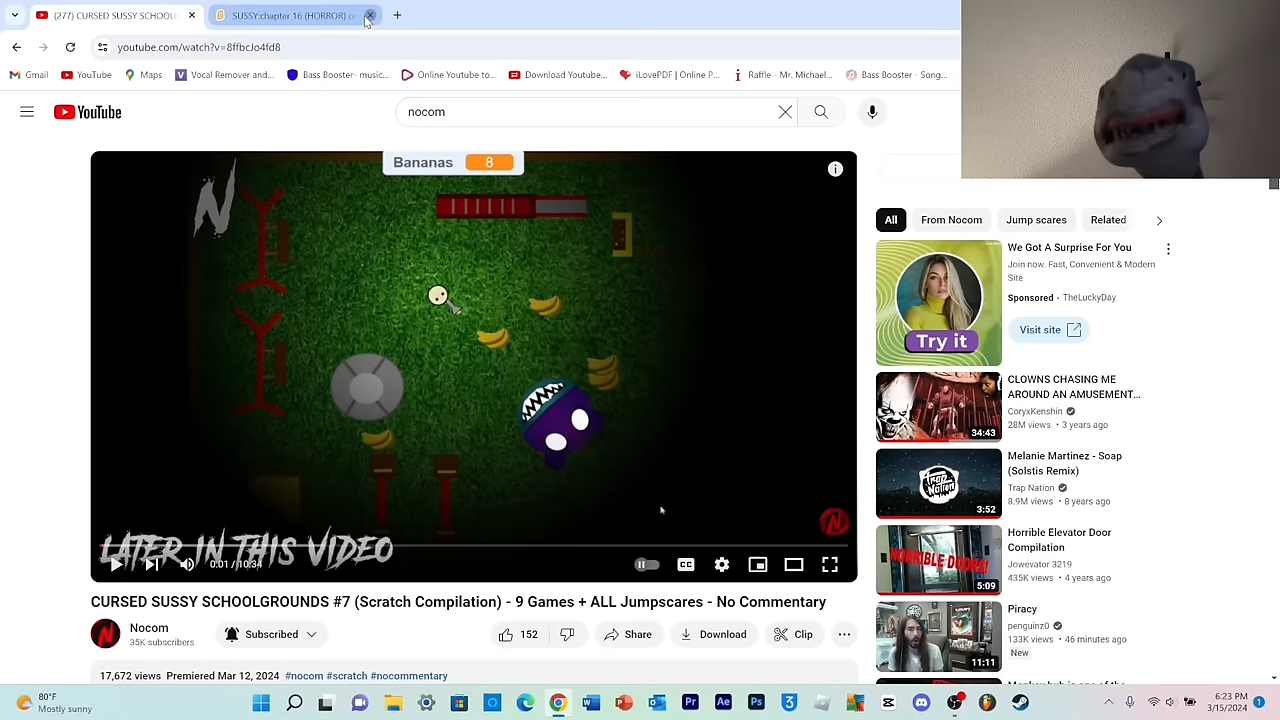 (277) CURSED SUSSY SCHOOLG
SUSSY:chapter 16 (HORROR)
youtube.com/watch?v=8ffbcJo4fd8
Gmail
YouTube
Maps
Vocal Remover and...
Bass Booster- music...
Online Youtube to...
Download Youtube...
iLovePDF | Online P...
Raffle - Mr. Michael...
Bass Booster - Song...
YouTube
nocom
N
Bananas 8
LATER IN THIS VIDEO
0:01 / 10:34
CC
CURSED SUSSY SCHOOLGROUNDS #7 (Scratch Compilation) - 9 Games + ALL Jumpscares - No Commentary
Nocom
35K subscribers
Subscribed
152
Share
Download
Clip
17,672 views Premiered Mar 12, 2024 #nocom #scratch #nocommentary
All
From Nocom
Jump scares
Related
We Got A Surprise For You
Join now. Fast, Convenient & Modern
Site
Sponsored · TheLuckyDay
Visit site
Try it
CLOWNS CHASING ME
AROUND AN AMUSEMENT...
CoryxKenshin
28M views · 3 years ago
34:43
Melanie Martinez - Soap
(Solstis Remix)
Trap Nation
8.9M views · 8 years ago
TRAP NATION
3:52
Horrible Elevator Door
Compilation
Jowevator 3219
435K views · 4 years ago
HORRIBLE DOORS!
5:09
Piracy
penguinz0
133K views · 46 minutes ago
New
11:11
80°F
Mostly sunny
6:23 PM
3/15/2024